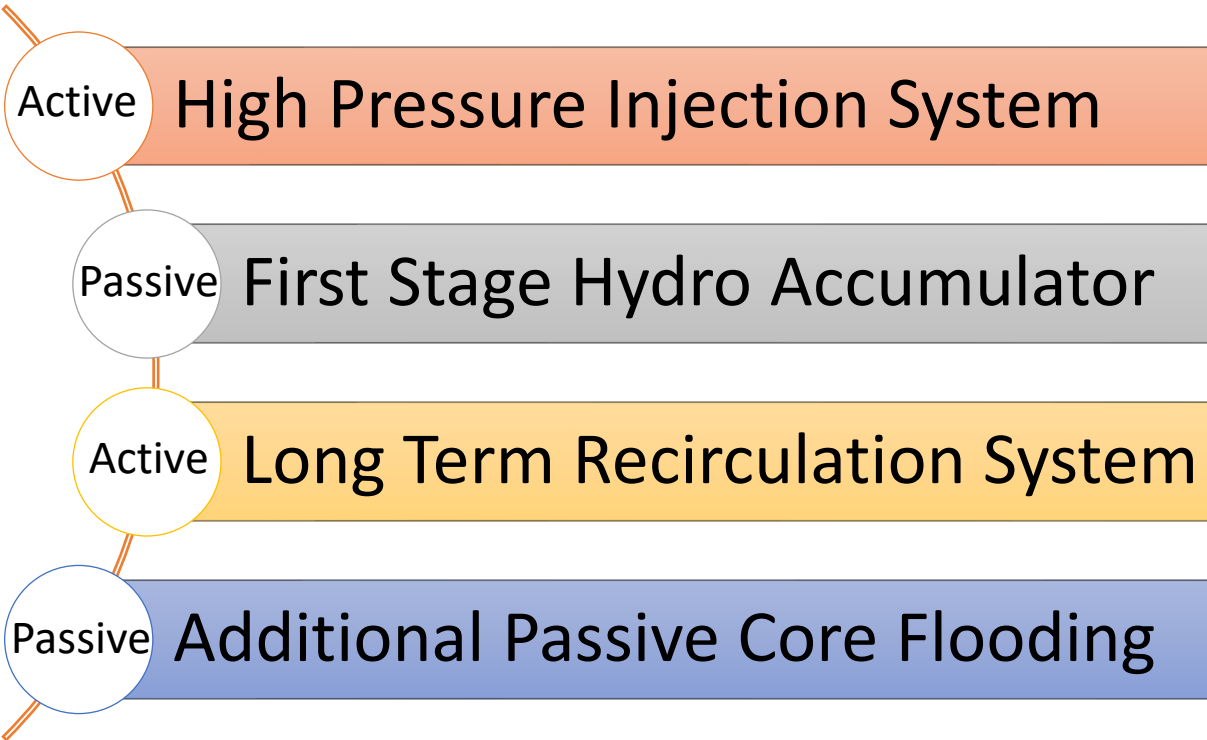 Active
High Pressure Injection System
Passive
First Stage Hydro Accumulator
Active
Long Term Recirculation System
Passive
Additional Passive Core Flooding